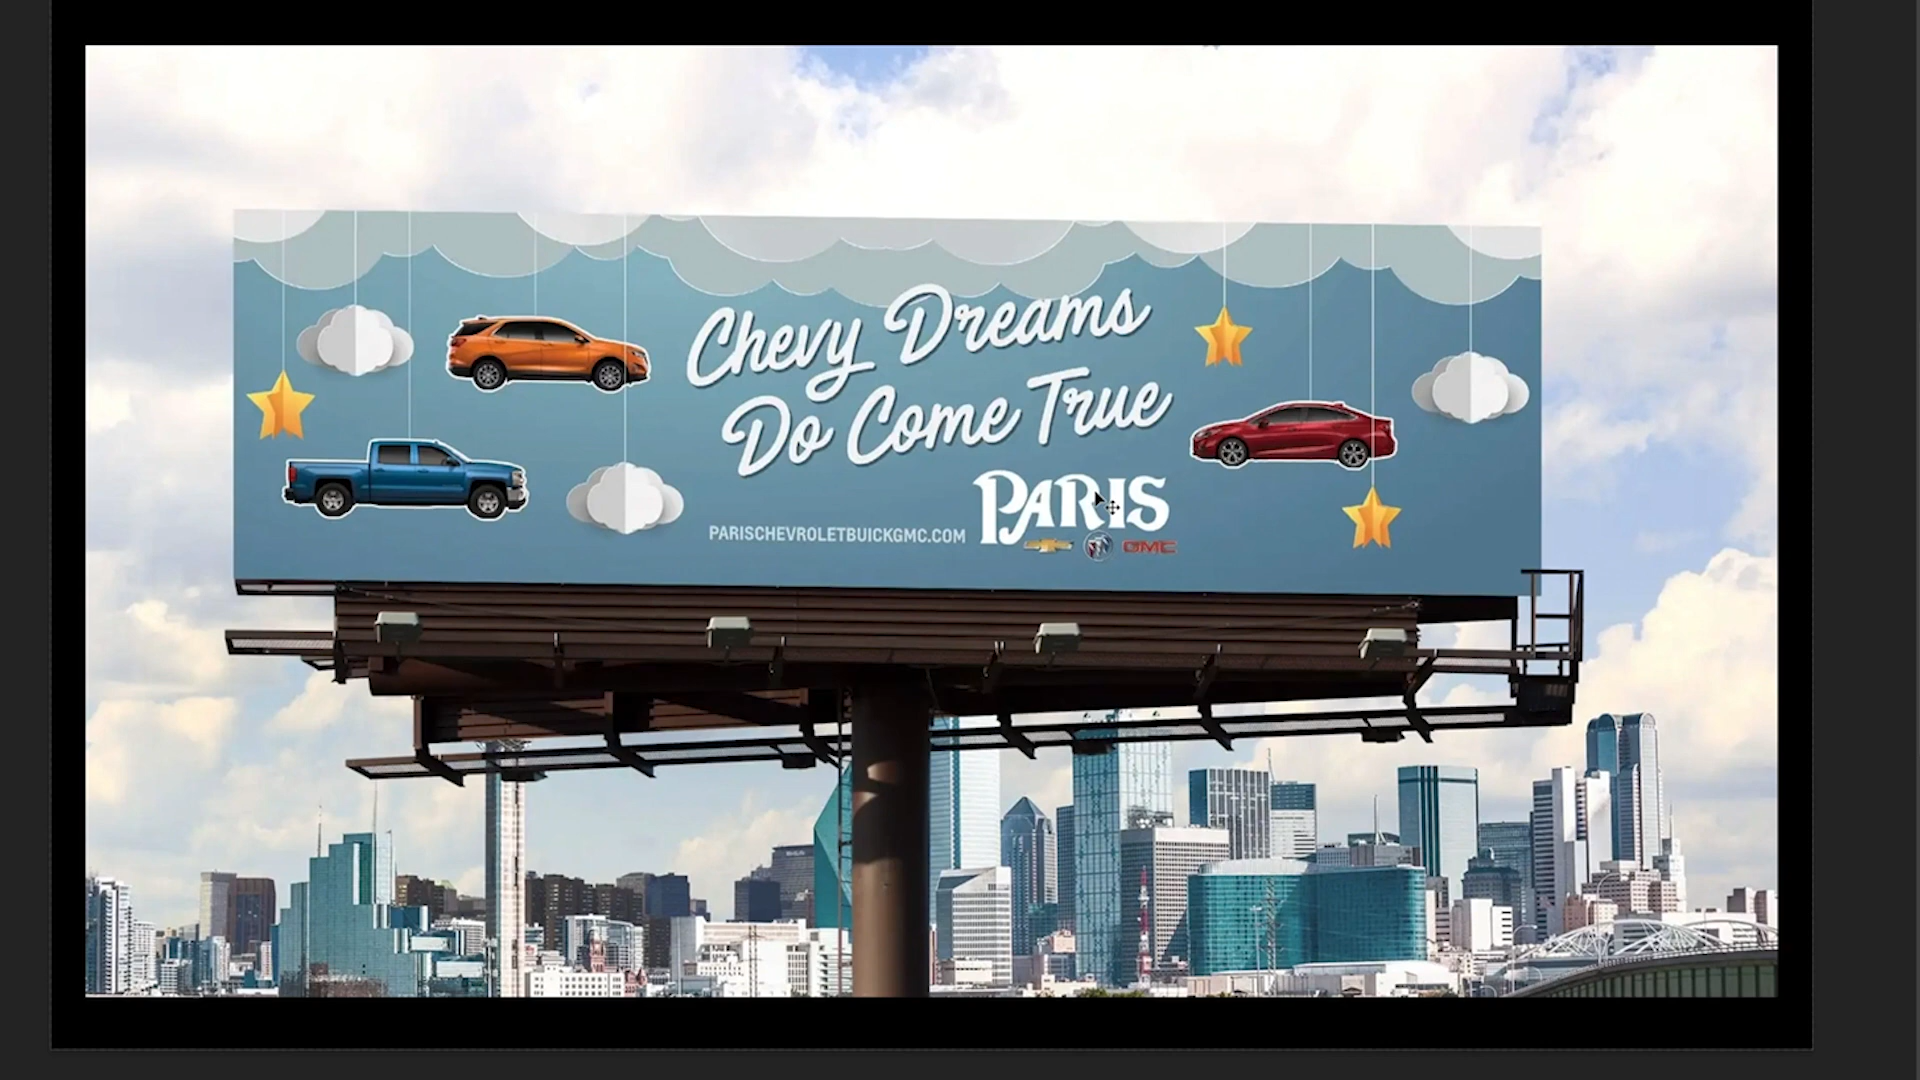 Chevy Dreams
Do Come True
PARIS
PARISCHEVROLETBUICKGMC.COM
GMC